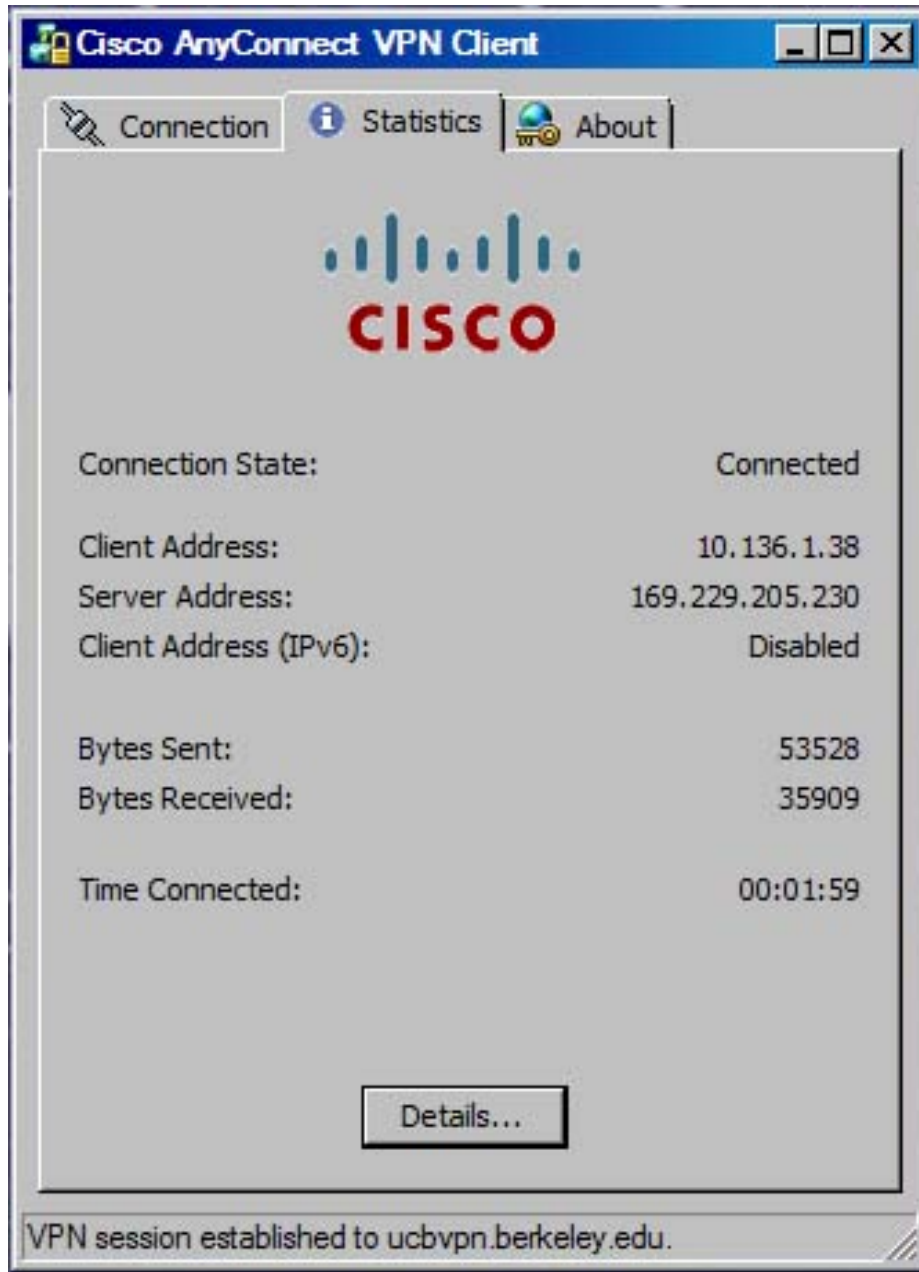 Cisco AnyConnect VPN Client
Connection Statistics About
CISCO
Connection State: Connected
Client Address: 10.136.1.38
Server Address: 169.229.205.230
Client Address (IPv6): Disabled
Bytes Sent: 53528
Bytes Received: 35909
Time Connected: 00:01:59
Details...
VPN session established to ucbvpn.berkeley.edu.